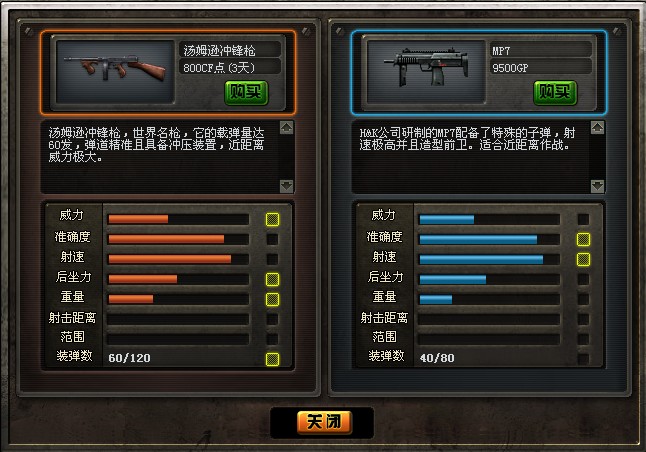 汤姆逊冲锋枪
800CF点(3天)
购买
汤姆逊冲锋枪，世界名枪，它的载弹量达
60发，弹道精准且具备冲压装置，近距离
威力极大。
威力
准确度
射速
后坐力
重量
射击距离
范围
装弹数 60/120
MP7
9500GP
购买
H&K公司研制的MP7配备了特殊的子弹，射
速极高并且造型前卫。适合近距离作战。
威力
准确度
射速
后坐力
重量
射击距离
范围
装弹数 40/80
关闭